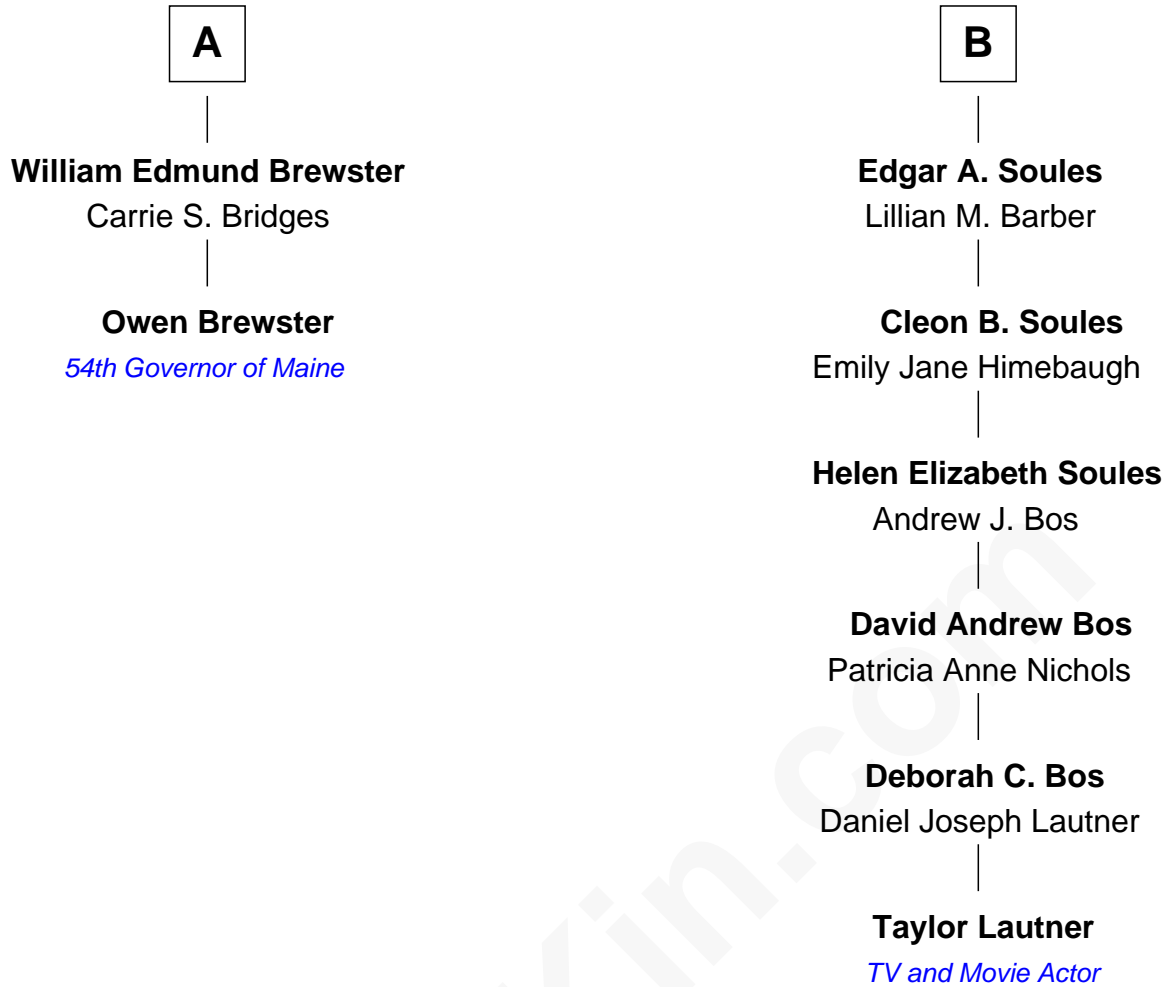 A
William Edmund Brewster
Carrie S. Bridges
Owen Brewster
54th Governor of Maine
B
Edgar A. Soules
Lillian M. Barber
Cleon B. Soules
Emily Jane Himebaugh
Helen Elizabeth Soules
Andrew J. Bos
David Andrew Bos
Patricia Anne Nichols
Deborah C. Bos
Daniel Joseph Lautner
Taylor Lautner
TV and Movie Actor
Kin.com